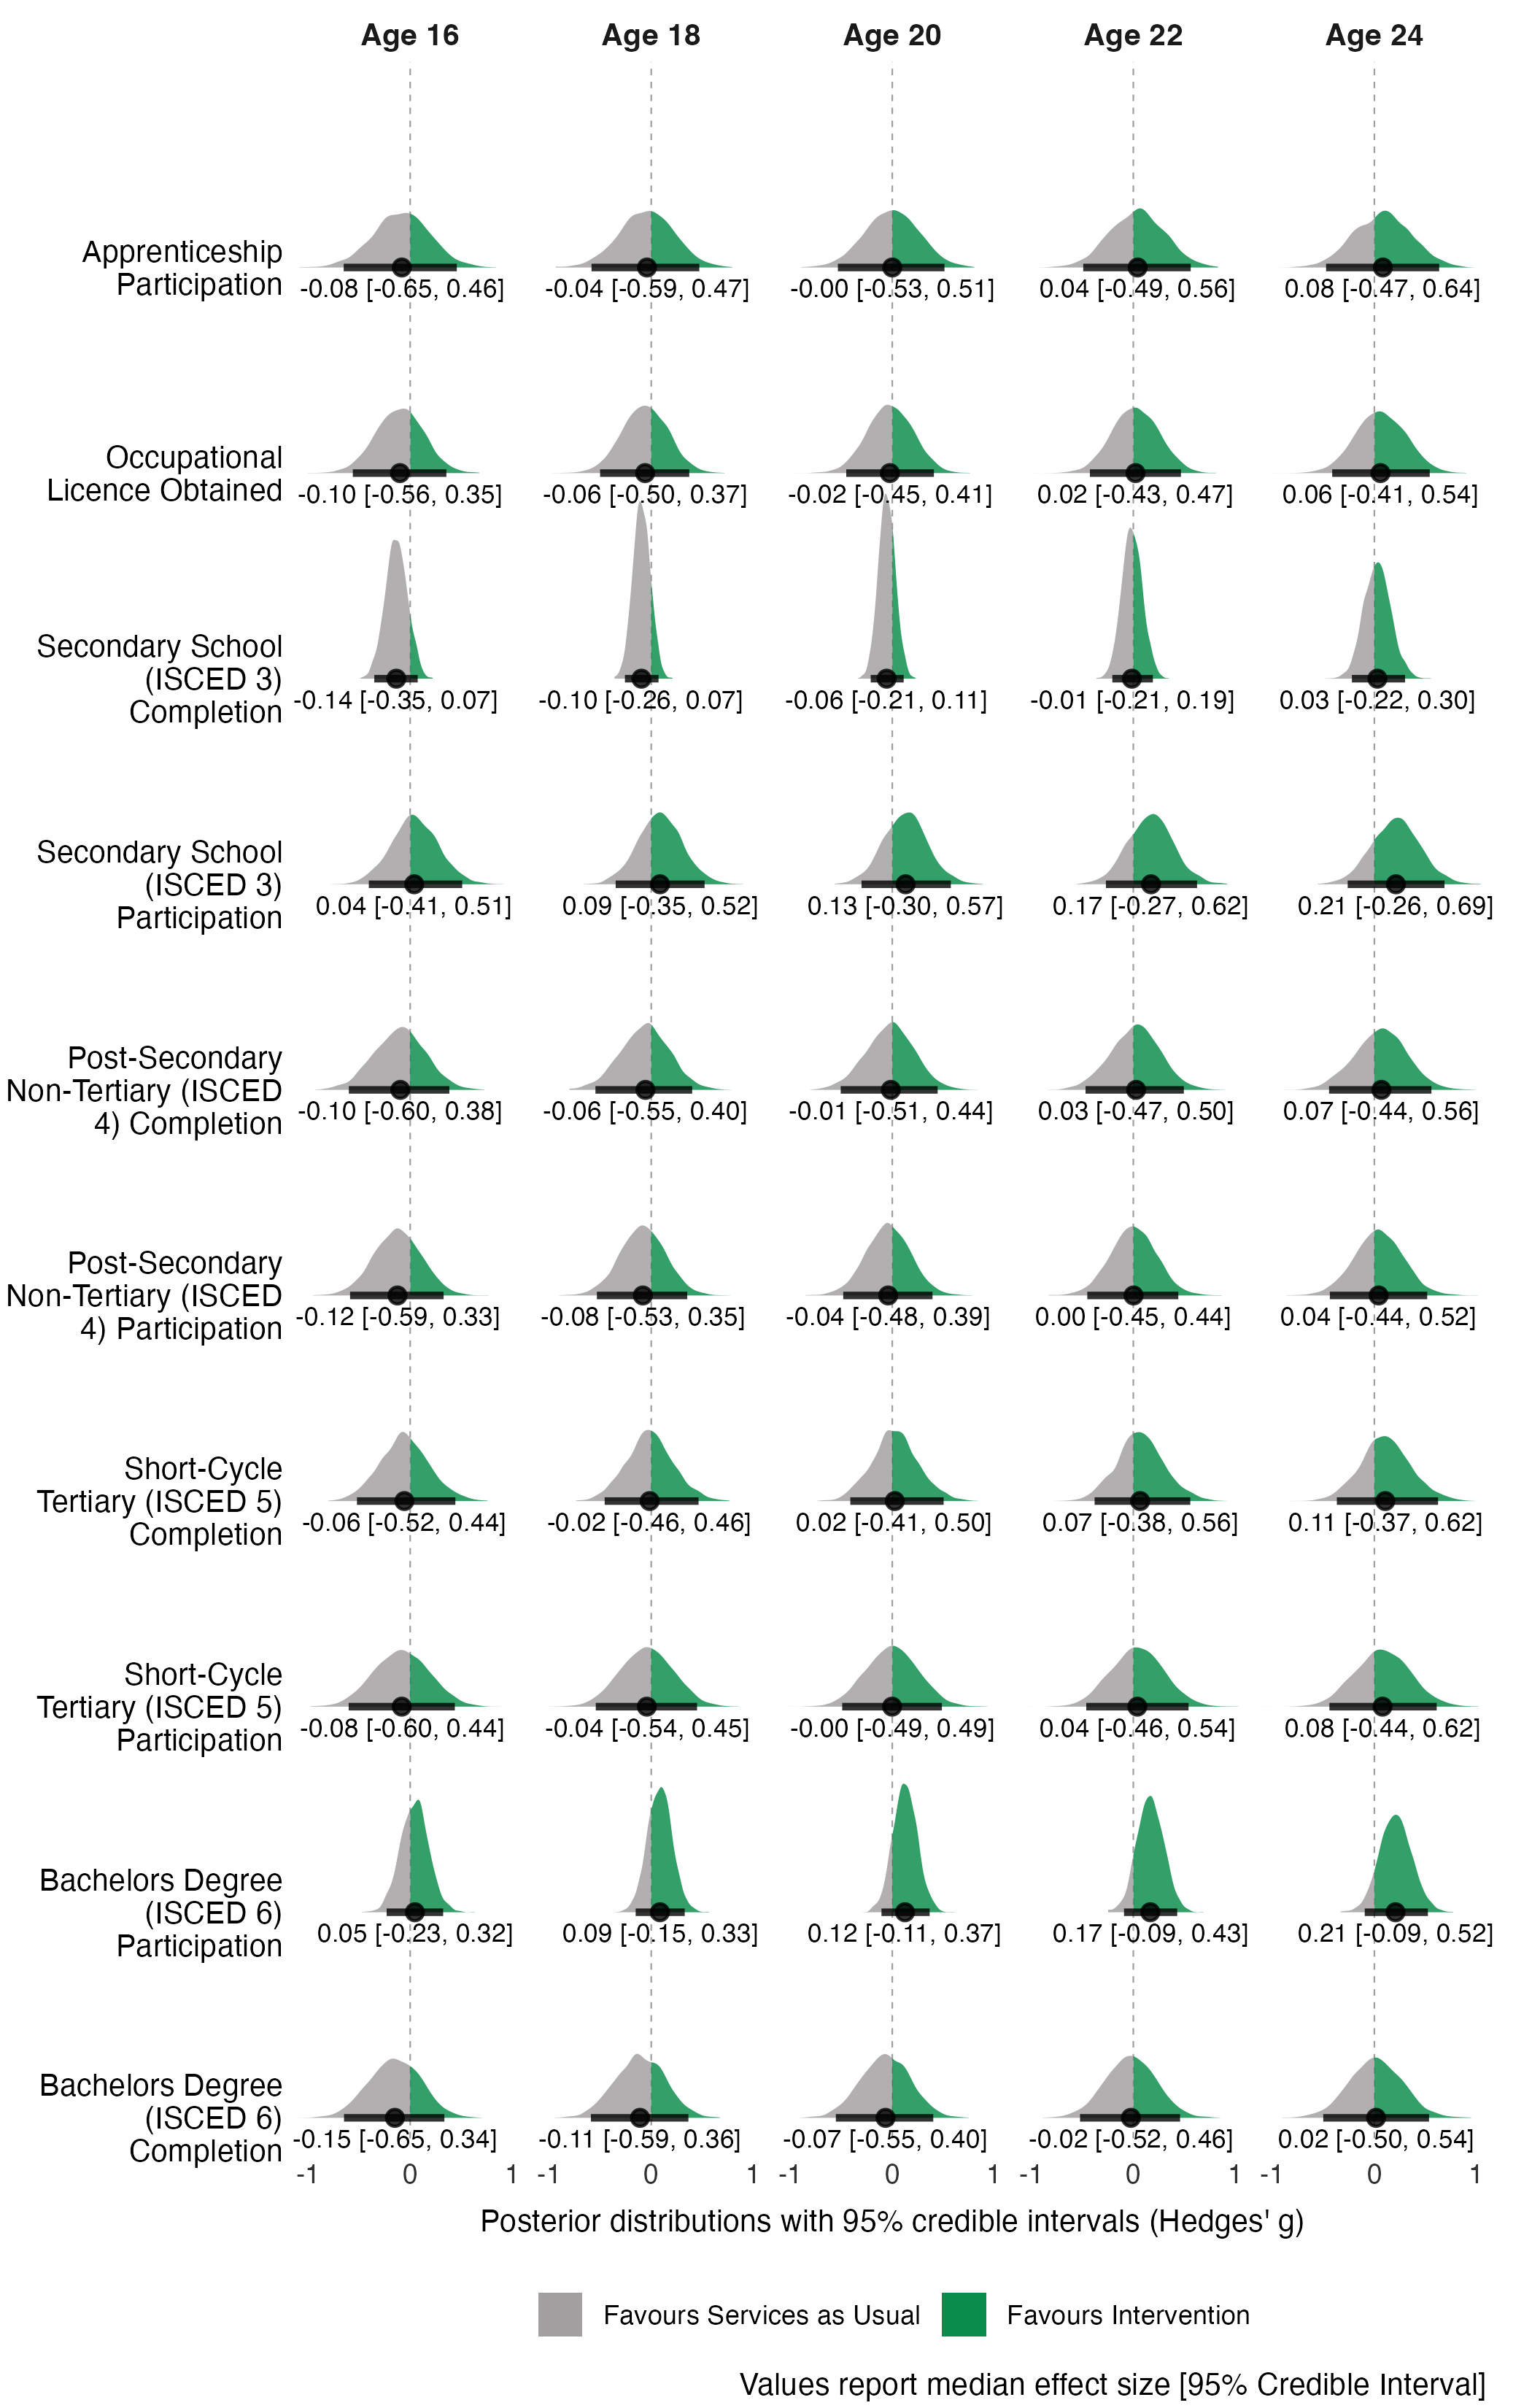 Age 16 Age 18 Age 20 Age 22 Age 24
Apprenticeship
Participation
-0.08 [-0.65, 0.46] -0.04 [-0.59, 0.47] -0.00 [-0.53, 0.51] 0.04 [-0.49, 0.56] 0.08 [-0.47, 0.64]
Occupational
Licence Obtained
-0.10 [-0.56, 0.35] -0.06 [-0.50, 0.37] -0.02 [-0.45, 0.41] 0.02 [-0.43, 0.47] 0.06 [-0.41, 0.54]
Secondary School
(ISCED 3)
Completion
-0.14 [-0.35, 0.07] -0.10 [-0.26, 0.07] -0.06 [-0.21, 0.11] -0.01 [-0.21, 0.19] 0.03 [-0.22, 0.30]
Secondary School
(ISCED 3)
Participation
0.04 [-0.41, 0.51] 0.09 [-0.35, 0.52] 0.13 [-0.30, 0.57] 0.17 [-0.27, 0.62] 0.21 [-0.26, 0.69]
Post-Secondary
Non-Tertiary (ISCED
4) Completion
-0.10 [-0.60, 0.38] -0.06 [-0.55, 0.40] -0.01 [-0.51, 0.44] 0.03 [-0.47, 0.50] 0.07 [-0.44, 0.56]
Post-Secondary
Non-Tertiary (ISCED
4) Participation
-0.12 [-0.59, 0.33] -0.08 [-0.53, 0.35] -0.04 [-0.48, 0.39] 0.00 [-0.45, 0.44] 0.04 [-0.44, 0.52]
Short-Cycle
Tertiary (ISCED 5)
Completion
-0.06 [-0.52, 0.44] -0.02 [-0.46, 0.46] 0.02 [-0.41, 0.50] 0.07 [-0.38, 0.56] 0.11 [-0.37, 0.62]
Short-Cycle
Tertiary (ISCED 5)
Participation
-0.08 [-0.60, 0.44] -0.04 [-0.54, 0.45] -0.00 [-0.49, 0.49] 0.04 [-0.46, 0.54] 0.08 [-0.44, 0.62]
Bachelors Degree
(ISCED 6)
Participation
0.05 [-0.23, 0.32] 0.09 [-0.15, 0.33] 0.12 [-0.11, 0.37] 0.17 [-0.09, 0.43] 0.21 [-0.09, 0.52]
Bachelors Degree
(ISCED 6)
Completion
-0.15 [-0.65, 0.34] -0.11 [-0.59, 0.36] -0.07 [-0.55, 0.40] -0.02 [-0.52, 0.46] 0.02 [-0.50, 0.54]
-1 0 1 -1 0 1 -1 0 1 -1 0 1 -1 0 1
Posterior distributions with 95% credible intervals (Hedges' g)
Favours Services as Usual Favours Intervention
Values report median effect size [95% Credible Interval]